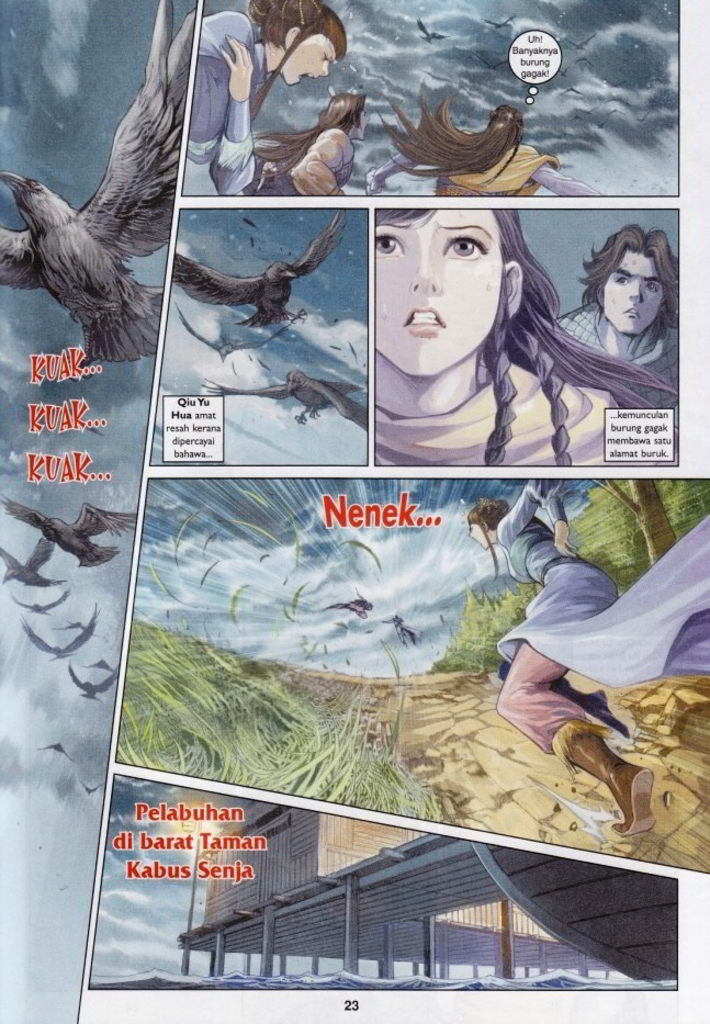 Uh!
Banyaknya
burung
gagak!
KUAK...
KUAK...
KUAK...
Qiu Yu
Hua amat
resah kerana
dipercayai
bahawa...
...kemunculan
burung gagak
membawa satu
alamat buruk.
Nenek...
Pelabuhan
di barat Taman
Kabus Senja
23